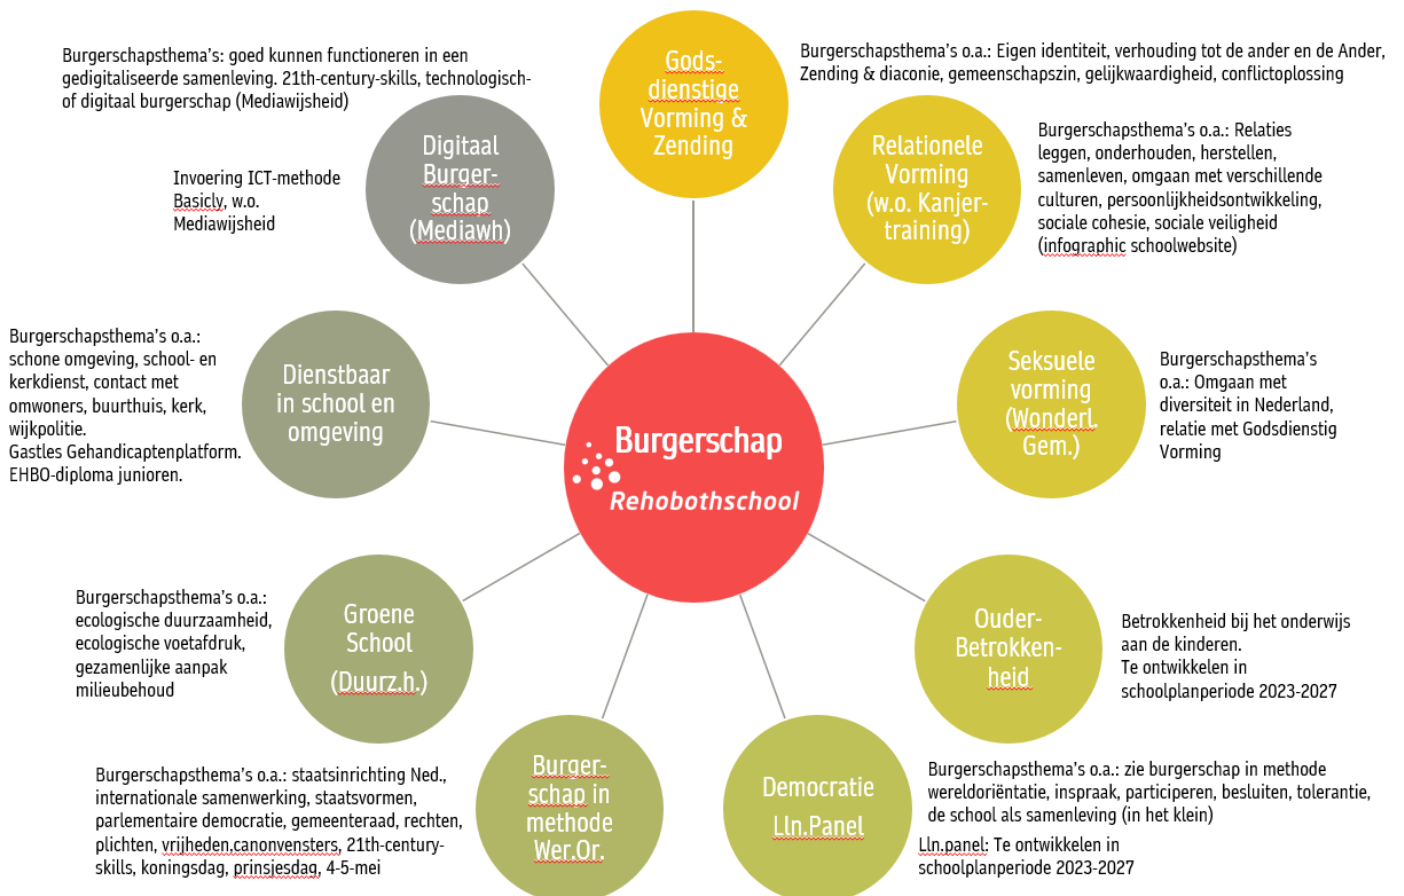 Burgerschapsthema's: goed kunnen functioneren in een
gedigitaliseerde samenleving. 21th-century-skills, technologisch-
of digitaal burgerschap (Mediawijsheid)
Gods-
dienstige
Vorming &
Zending
Burgerschapsthema's o.a.: Eigen identiteit, verhouding tot de ander en de Ander,
Zending & diaconie, gemeenschapszin, gelijkwaardigheid, conflictoplossing
Digitaal
Burger-
schap
(Mediawh)
Invoering ICT-methode
Basicly, w.o.
Mediawijsheid
Relationele
Vorming
(w.o. Kanjer-
training)
Burgerschapsthema's o.a.: Relaties
leggen, onderhouden, herstellen,
samenleven, omgaan met verschillende
culturen, persoonlijkheidsontwikkeling,
sociale cohesie, sociale veiligheid
(infographic schoolwebsite)
Burgerschapsthema's o.a.:
schone omgeving, school- en
kerkdienst, contact met
omwoners, buurthuis, kerk,
wijkpolitie.
Gastles Gehandicaptenplatform.
EHBO-diploma junioren.
Dienstbaar
in school en
omgeving
Burgerschap
Rehobothschool
Seksuele
vorming
(Wonderl.
Gem.)
Burgerschapsthema's
o.a.: Omgaan met
diversiteit in Nederland,
relatie met Godsdienstig
Vorming
Burgerschapsthema's o.a.:
ecologische duurzaamheid,
ecologische voetafdruk,
gezamenlijke aanpak
milieubehoud
Groene
School
(Duurz.h.)
Ouder-
Betrokken-
heid
Betrokkenheid bij het onderwijs
aan de kinderen.
Te ontwikkelen in
schoolplanperiode 2023-2027
Burgerschapsthema's o.a.: staatsinrichting Ned.,
internationale samenwerking, staatsvormen,
parlementaire democratie, gemeenteraad, rechten,
plichten, vrijheden.canonvensters, 21th-century-
skills, koningsdag, prinsjesdag, 4-5-mei
Burger-
schap in
methode
Wer.Or.
Democratie
Lln.Panel
Burgerschapsthema's o.a.: zie burgerschap in methode
wereldoriëntatie, inspraak, participeren, besluiten, tolerantie,
de school als samenleving (in het klein)
Lln.panel: Te ontwikkelen in
schoolplanperiode 2023-2027